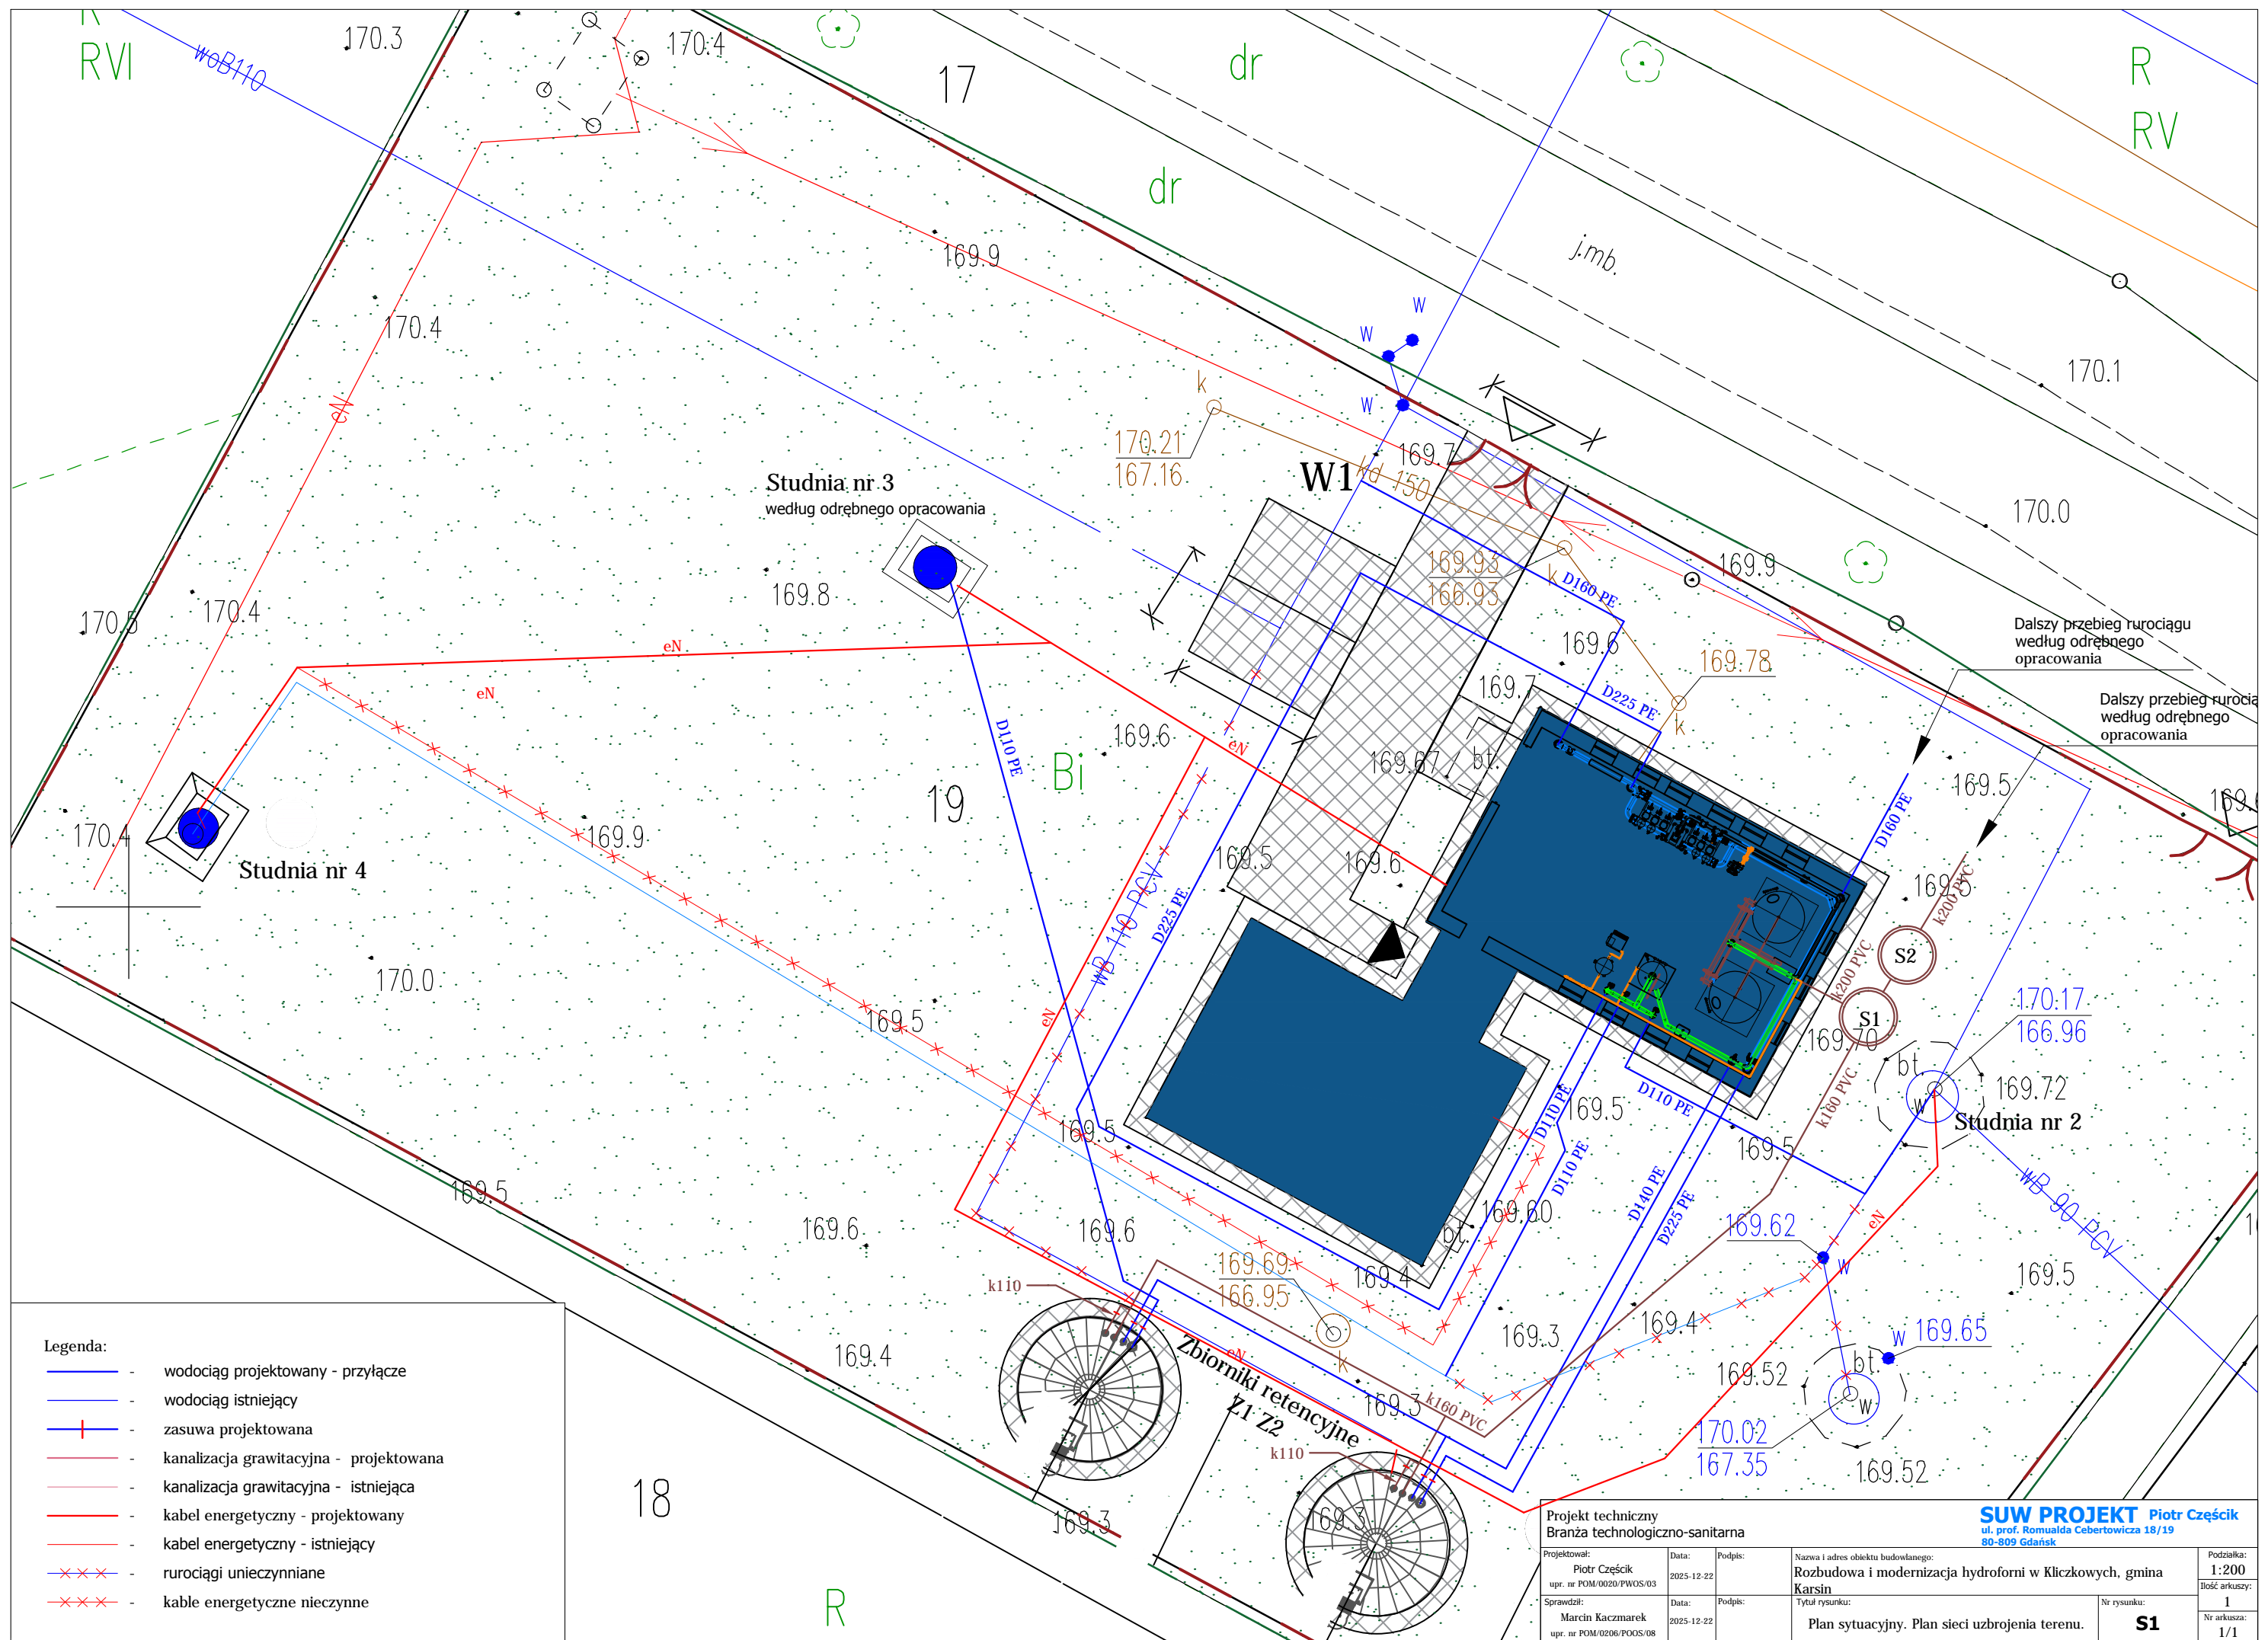 RVI
woB110
170.3
170.4
17
dr
R
RV
dr
j.mb.
169.9
170.4
170.1
eN
w
w
w
k
170.21
167.16
169.7
W1
kd 150
Studnia nr 3
według odrębnego opracowania
170.0
169.93
166.93
k
D160 PE
169.9
169.8
170.5
170.4
169.6
169.78
Dalszy przebieg rurociągu
według odrębnego
opracowania
eN
eN
169.7
D225 PE
k
D110 PE
169.6
eN
Bi
169.67
bt.
169.5
19
D160 PE
170.4
169.9
Studnia nr 4
169.5
169.6
169.5
k200 PVC
wB 110 PCV
D225 PE
S2
k200 PVC
170.0
169.5
eN
S1
169.70
170.17
166.96
bt.
169.72
w
Studnia nr 2
k160 PVC
D110 PE
169.5
D110 PE
169.5
169.5
D110 PE
169.5
D140 PE
D225 PE
169.60
bt.
wB 90 PCV
169.6
169.6
169.62
eN
w
169.5
169.69
166.95
k
169.4
k110
169.3
169.4
w 169.65
Zbiorniki retencyjne
Z1 Z2
eN
169.4
169.52
bt.
w
169.3
k160 PVC
170.02
167.35
169.52
k110
18
169.3
169.3
R
Legenda:
- wodociąg projektowany - przyłącze
- wodociąg istniejący
- zasuwa projektowana
- kanalizacja grawitacyjna - projektowana
- kanalizacja grawitacyjna - istniejąca
- kabel energetyczny - projektowany
- kabel energetyczny - istniejący
- rurociągi unieczynniane
- kable energetyczne nieczynne
Projekt techniczny
Branża technologiczno-sanitarna
SUW PROJEKT Piotr Częścik
ul. prof. Romualda Cebertowicza 18/19
80-809 Gdańsk
Projektował:
Piotr Częścik
upr. nr POM/0020/PWOS/03
Data:
2025-12-22
Podpis:
Nazwa i adres obiektu budowlanego:
Rozbudowa i modernizacja hydroforni w Kliczkowych, gmina
Karsin
Podziałka:
1:200
Ilość arkuszy:
1
Sprawdził:
Marcin Kaczmarek
upr. nr POM/0206/POOS/08
Data:
2025-12-22
Podpis:
Tytuł rysunku:
Plan sytuacyjny. Plan sieci uzbrojenia terenu.
Nr rysunku:
S1
Nr arkusza:
1/1